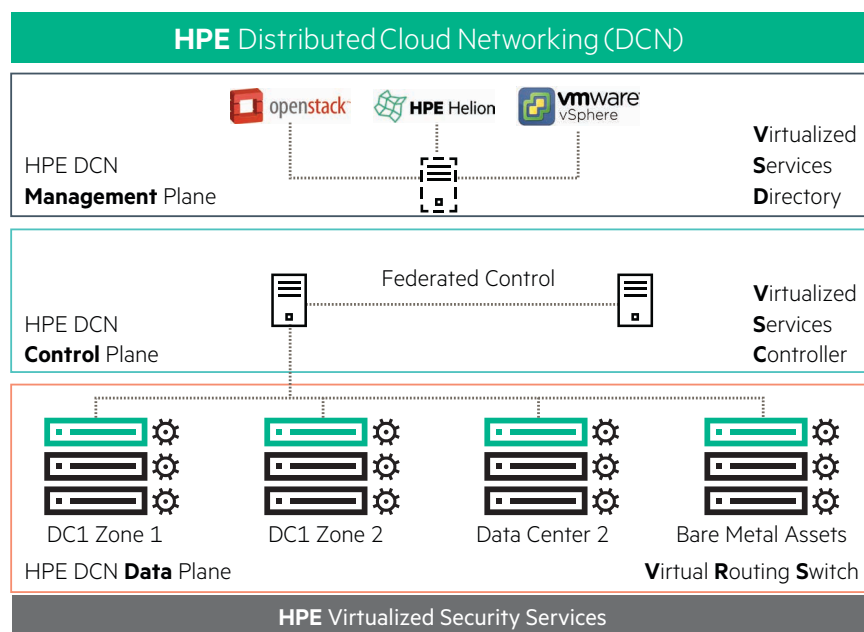 HPE Distributed Cloud Networking (DCN)
openstack
HPE Helion
vmware
vSphere
HPE DCN
Management Plane
Virtualized
Services
Directory
Federated Control
HPE DCN
Control Plane
Virtualized
Services
Controller
DC1 Zone 1
DC1 Zone 2
Data Center 2
Bare Metal Assets
HPE DCN Data Plane
Virtual Routing Switch
HPE Virtualized Security Services